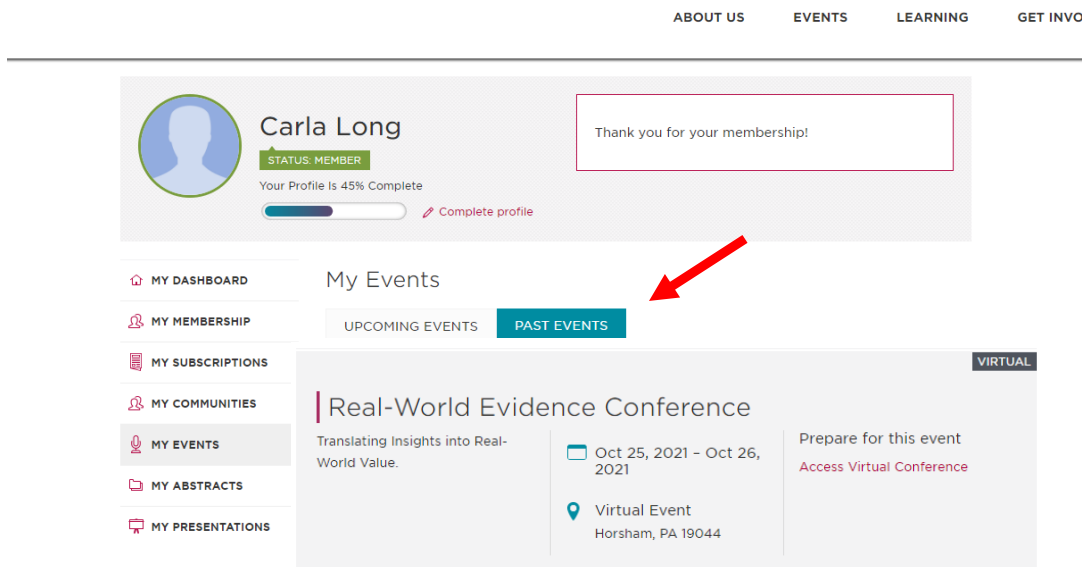 ABOUT US EVENTS LEARNING GET INVO
Carla Long
STATUS: MEMBER
Your Profile Is 45% Complete
Complete profile
Thank you for your membership!
MY DASHBOARD
MY MEMBERSHIP
MY SUBSCRIPTIONS
MY COMMUNITIES
MY EVENTS
MY ABSTRACTS
MY PRESENTATIONS
My Events
UPCOMING EVENTS PAST EVENTS
VIRTUAL
Real-World Evidence Conference
Translating Insights into Real-
World Value.
Oct 25, 2021 – Oct 26,
2021
Virtual Event
Horsham, PA 19044
Prepare for this event
Access Virtual Conference